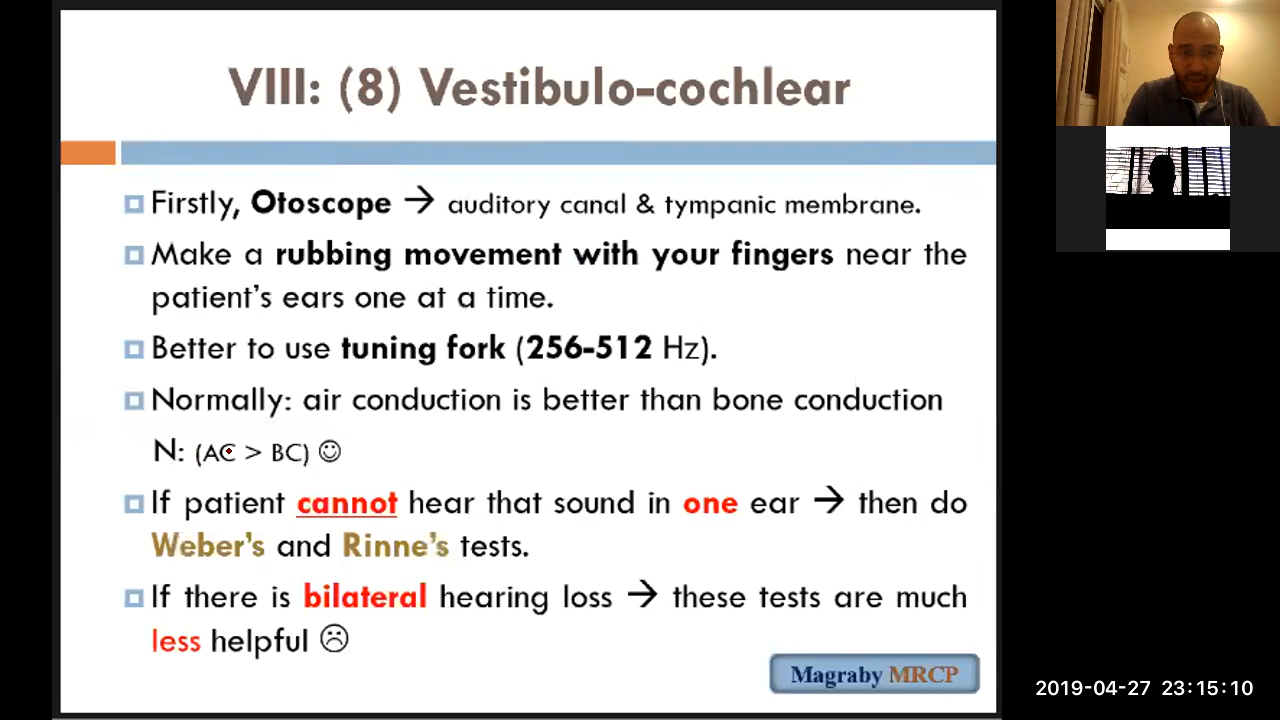 VIII: (8) Vestibulo-cochlear
Firstly, Otoscope → auditory canal & tympanic membrane.
Make a rubbing movement with your fingers near the
patient's ears one at a time.
Better to use tuning fork (256-512 Hz).
Normally: air conduction is better than bone conduction
N: (AC > BC) ☺
If patient cannot hear that sound in one ear → then do
Weber's and Rinne's tests.
If there is bilateral hearing loss → these tests are much
less helpful ☹
Magraby MRCP
2019-04-27 23:15:10